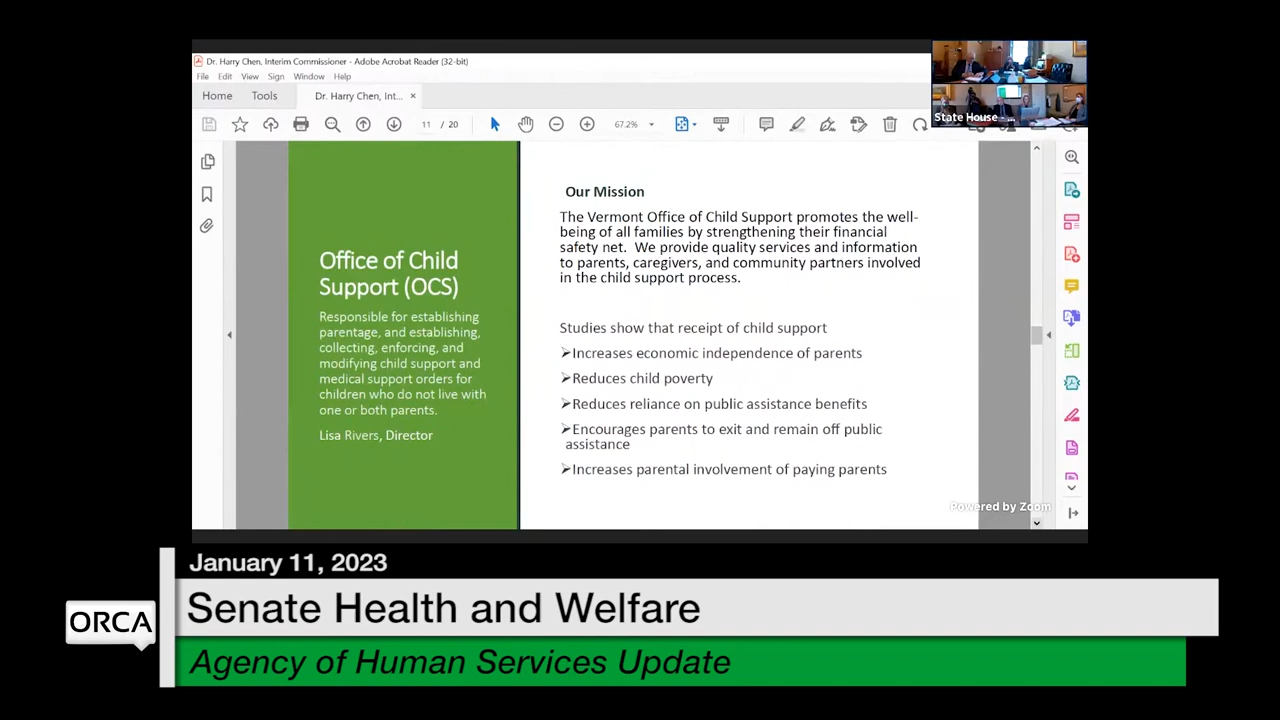 Dr. Harry Chen, Interim Commissioner - Adobe Acrobat Reader (32-bit)
File Edit View Sign Window Help
Home Tools Dr. Harry Chen, Int... ×
11 / 20 67.2%
State House - ...
Office of Child
Support (OCS)
Responsible for establishing
parentage, and establishing,
collecting, enforcing, and
modifying child support and
medical support orders for
children who do not live with
one or both parents.
Lisa Rivers, Director
Our Mission
The Vermont Office of Child Support promotes the well-
being of all families by strengthening their financial
safety net. We provide quality services and information
to parents, caregivers, and community partners involved
in the child support process.
Studies show that receipt of child support
➢Increases economic independence of parents
➢Reduces child poverty
➢Reduces reliance on public assistance benefits
➢Encourages parents to exit and remain off public
assistance
➢Increases parental involvement of paying parents
Powered by Zoom
January 11, 2023
ORCA
Senate Health and Welfare
Agency of Human Services Update